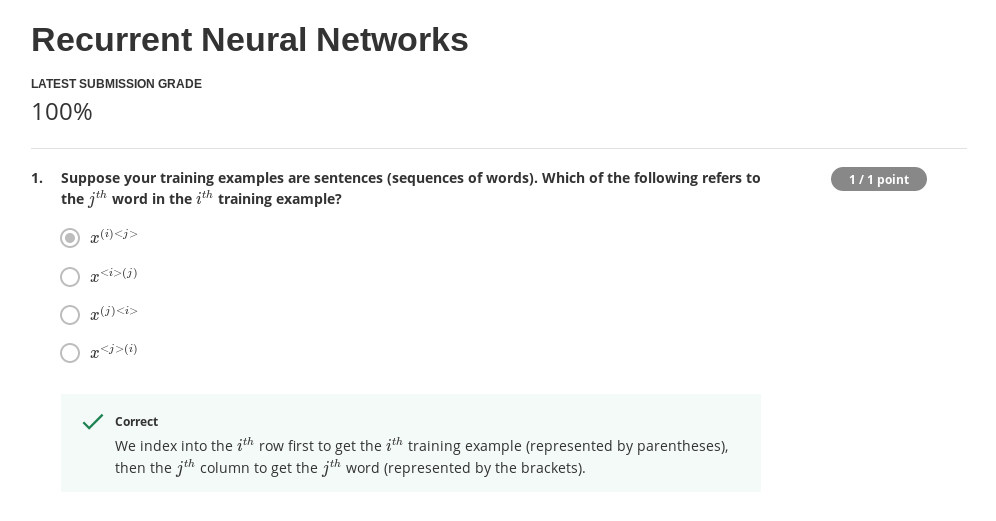 Recurrent Neural Networks
LATEST SUBMISSION GRADE
100%
1. Suppose your training examples are sentences (sequences of words). Which of the following refers to
1 / 1 point
the j^{th} word in the i^{th} training example?
x^{(i)<j>}
x^{<i>(j)}
x^{(j)<i>}
x^{<j>(i)}
Correct
We index into the i^{th} row first to get the i^{th} training example (represented by parentheses),
then the j^{th} column to get the j^{th} word (represented by the brackets).